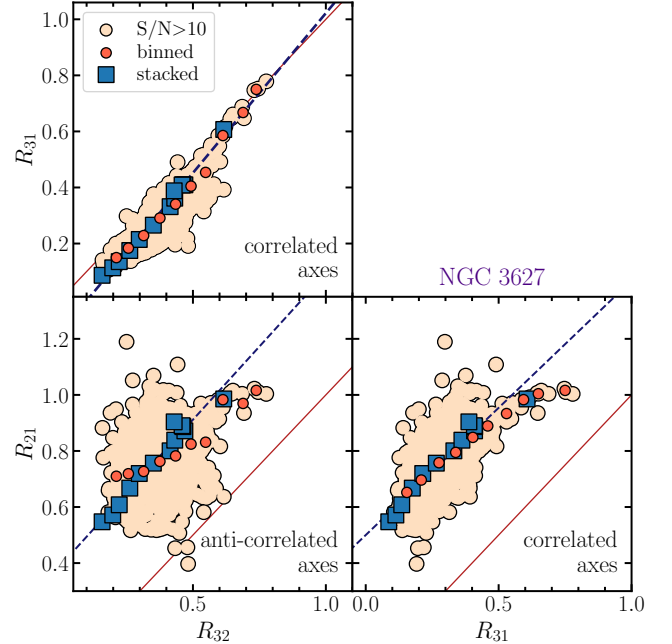 1.0
0.8
0.6
0.4
0.2
R31
S/N>10
binned
stacked
correlated
axes
NGC 3627
1.2
1.0
0.8
0.6
0.4
R21
anti-correlated
axes
correlated
axes
0.5
1.0
0.0
0.5
1.0
R32
R31